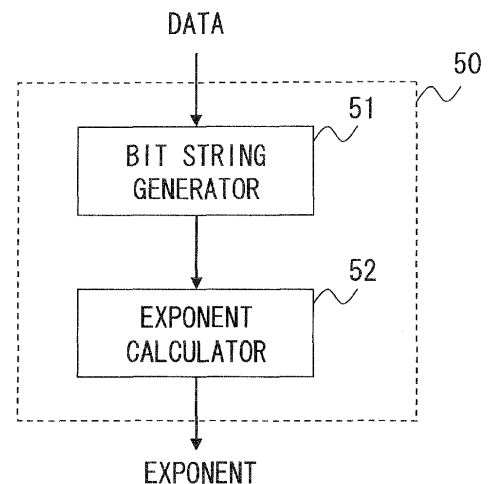 DATA
50
51
BIT STRING
GENERATOR
52
EXPONENT
CALCULATOR
EXPONENT